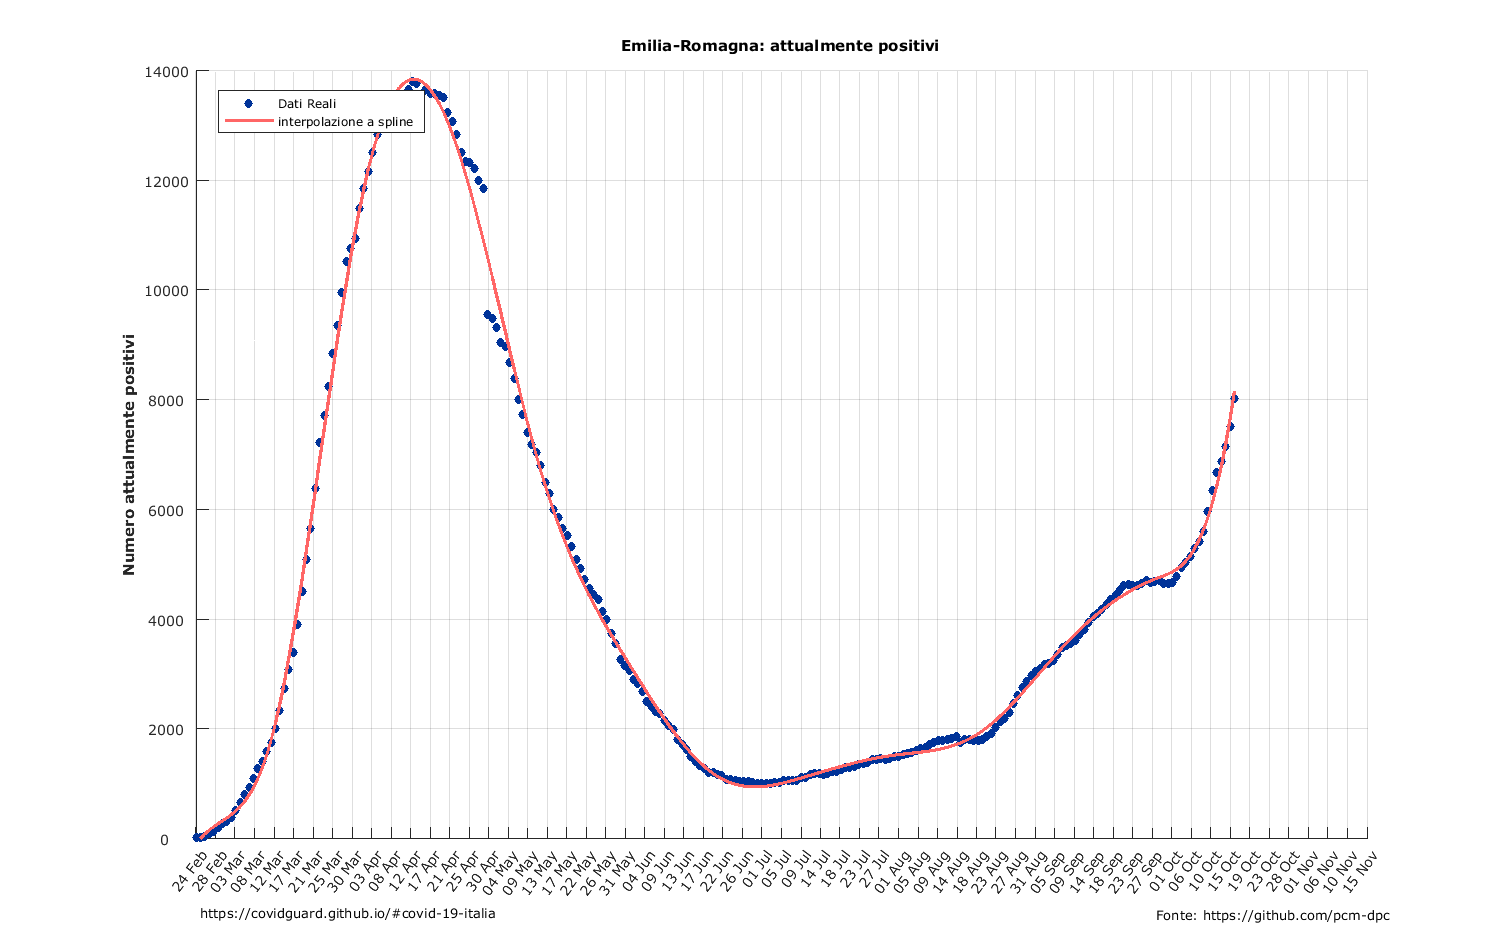 Emilia-Romagna: attualmente positivi
Numero attualmente positivi
14000
12000
10000
8000
6000
4000
2000
0
Dati Reali
interpolazione a spline
24 Feb
28 Feb
03 Mar
08 Mar
12 Mar
17 Mar
21 Mar
25 Mar
30 Mar
03 Apr
08 Apr
12 Apr
17 Apr
21 Apr
25 Apr
30 Apr
04 May
09 May
13 May
17 May
22 May
26 May
31 May
04 Jun
09 Jun
13 Jun
17 Jun
22 Jun
26 Jun
01 Jul
05 Jul
09 Jul
14 Jul
18 Jul
23 Jul
27 Jul
01 Aug
05 Aug
09 Aug
14 Aug
18 Aug
23 Aug
27 Aug
31 Aug
05 Sep
09 Sep
14 Sep
18 Sep
23 Sep
27 Sep
01 Oct
06 Oct
10 Oct
15 Oct
19 Oct
23 Oct
28 Oct
01 Nov
06 Nov
10 Nov
15 Nov
https://covidguard.github.io/#covid-19-italia
Fonte: https://github.com/pcm-dpc